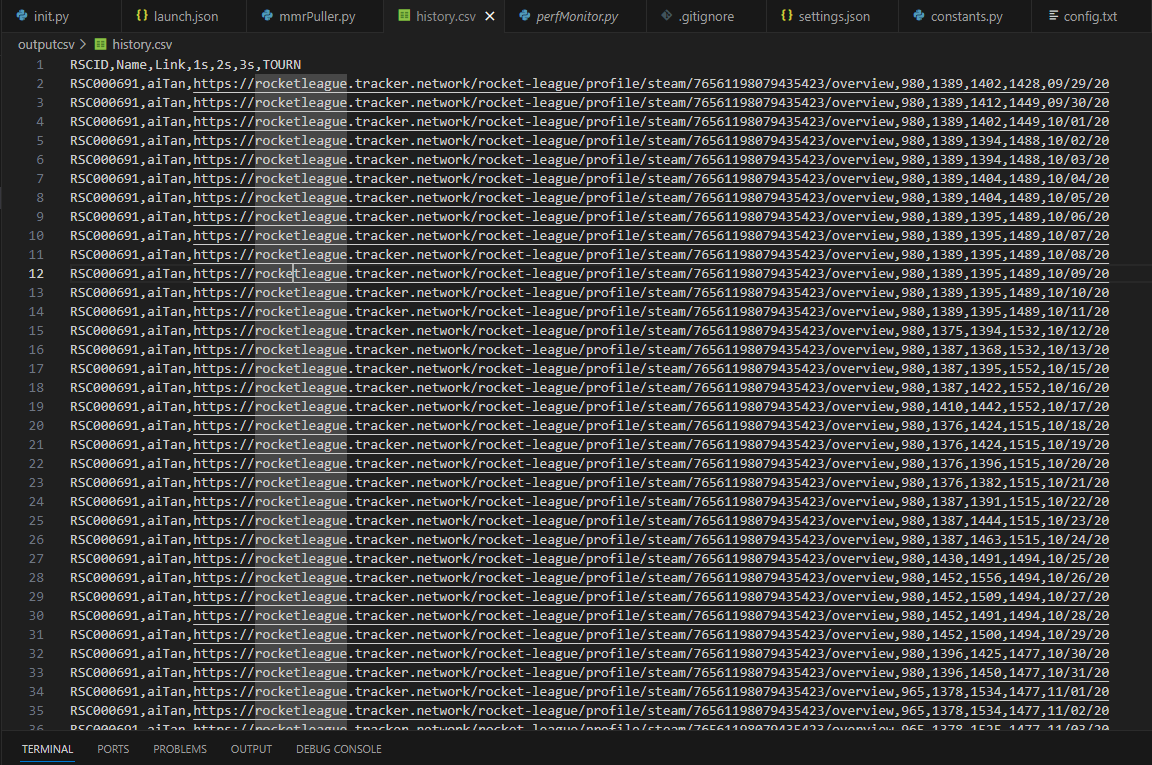 init.py launch.json mmrPuller.py history.csv perfMonitor.py .gitignore settings.json constants.py config.txt
outputcsv > history.csv
1 RSCID,Name,Link,1s,2s,3s,TOURN
2 RSC000691,aiTan,https://rocketleague.tracker.network/rocket-league/profile/steam/76561198079435423/overview,980,1389,1402,1428,09/29/20
3 RSC000691,aiTan,https://rocketleague.tracker.network/rocket-league/profile/steam/76561198079435423/overview,980,1389,1412,1449,09/30/20
4 RSC000691,aiTan,https://rocketleague.tracker.network/rocket-league/profile/steam/76561198079435423/overview,980,1389,1402,1449,10/01/20
5 RSC000691,aiTan,https://rocketleague.tracker.network/rocket-league/profile/steam/76561198079435423/overview,980,1389,1394,1488,10/02/20
6 RSC000691,aiTan,https://rocketleague.tracker.network/rocket-league/profile/steam/76561198079435423/overview,980,1389,1394,1488,10/03/20
7 RSC000691,aiTan,https://rocketleague.tracker.network/rocket-league/profile/steam/76561198079435423/overview,980,1389,1404,1489,10/04/20
8 RSC000691,aiTan,https://rocketleague.tracker.network/rocket-league/profile/steam/76561198079435423/overview,980,1389,1404,1489,10/05/20
9 RSC000691,aiTan,https://rocketleague.tracker.network/rocket-league/profile/steam/76561198079435423/overview,980,1389,1395,1489,10/06/20
10 RSC000691,aiTan,https://rocketleague.tracker.network/rocket-league/profile/steam/76561198079435423/overview,980,1389,1395,1489,10/07/20
11 RSC000691,aiTan,https://rocketleague.tracker.network/rocket-league/profile/steam/76561198079435423/overview,980,1389,1395,1489,10/08/20
12 RSC000691,aiTan,https://rocketleague.tracker.network/rocket-league/profile/steam/76561198079435423/overview,980,1389,1395,1489,10/09/20
13 RSC000691,aiTan,https://rocketleague.tracker.network/rocket-league/profile/steam/76561198079435423/overview,980,1389,1395,1489,10/10/20
14 RSC000691,aiTan,https://rocketleague.tracker.network/rocket-league/profile/steam/76561198079435423/overview,980,1389,1395,1489,10/11/20
15 RSC000691,aiTan,https://rocketleague.tracker.network/rocket-league/profile/steam/76561198079435423/overview,980,1375,1394,1532,10/12/20
16 RSC000691,aiTan,https://rocketleague.tracker.network/rocket-league/profile/steam/76561198079435423/overview,980,1387,1368,1532,10/13/20
17 RSC000691,aiTan,https://rocketleague.tracker.network/rocket-league/profile/steam/76561198079435423/overview,980,1387,1395,1552,10/15/20
18 RSC000691,aiTan,https://rocketleague.tracker.network/rocket-league/profile/steam/76561198079435423/overview,980,1387,1422,1552,10/16/20
19 RSC000691,aiTan,https://rocketleague.tracker.network/rocket-league/profile/steam/76561198079435423/overview,980,1410,1442,1552,10/17/20
20 RSC000691,aiTan,https://rocketleague.tracker.network/rocket-league/profile/steam/76561198079435423/overview,980,1376,1424,1515,10/18/20
21 RSC000691,aiTan,https://rocketleague.tracker.network/rocket-league/profile/steam/76561198079435423/overview,980,1376,1424,1515,10/19/20
22 RSC000691,aiTan,https://rocketleague.tracker.network/rocket-league/profile/steam/76561198079435423/overview,980,1376,1396,1515,10/20/20
23 RSC000691,aiTan,https://rocketleague.tracker.network/rocket-league/profile/steam/76561198079435423/overview,980,1376,1382,1515,10/21/20
24 RSC000691,aiTan,https://rocketleague.tracker.network/rocket-league/profile/steam/76561198079435423/overview,980,1387,1391,1515,10/22/20
25 RSC000691,aiTan,https://rocketleague.tracker.network/rocket-league/profile/steam/76561198079435423/overview,980,1387,1444,1515,10/23/20
26 RSC000691,aiTan,https://rocketleague.tracker.network/rocket-league/profile/steam/76561198079435423/overview,980,1387,1463,1515,10/24/20
27 RSC000691,aiTan,https://rocketleague.tracker.network/rocket-league/profile/steam/76561198079435423/overview,980,1430,1491,1494,10/25/20
28 RSC000691,aiTan,https://rocketleague.tracker.network/rocket-league/profile/steam/76561198079435423/overview,980,1452,1556,1494,10/26/20
29 RSC000691,aiTan,https://rocketleague.tracker.network/rocket-league/profile/steam/76561198079435423/overview,980,1452,1509,1494,10/27/20
30 RSC000691,aiTan,https://rocketleague.tracker.network/rocket-league/profile/steam/76561198079435423/overview,980,1452,1491,1494,10/28/20
31 RSC000691,aiTan,https://rocketleague.tracker.network/rocket-league/profile/steam/76561198079435423/overview,980,1452,1500,1494,10/29/20
32 RSC000691,aiTan,https://rocketleague.tracker.network/rocket-league/profile/steam/76561198079435423/overview,980,1396,1425,1477,10/30/20
33 RSC000691,aiTan,https://rocketleague.tracker.network/rocket-league/profile/steam/76561198079435423/overview,980,1396,1450,1477,10/31/20
34 RSC000691,aiTan,https://rocketleague.tracker.network/rocket-league/profile/steam/76561198079435423/overview,965,1378,1534,1477,11/01/20
35 RSC000691,aiTan,https://rocketleague.tracker.network/rocket-league/profile/steam/76561198079435423/overview,965,1378,1534,1477,11/02/20
36 RSC000691,aiTan,https://rocketleague.tracker.network/rocket-league/profile/steam/76561198079435423/overview,965,1378,1525,1477,11/03/20
TERMINAL PORTS PROBLEMS OUTPUT DEBUG CONSOLE